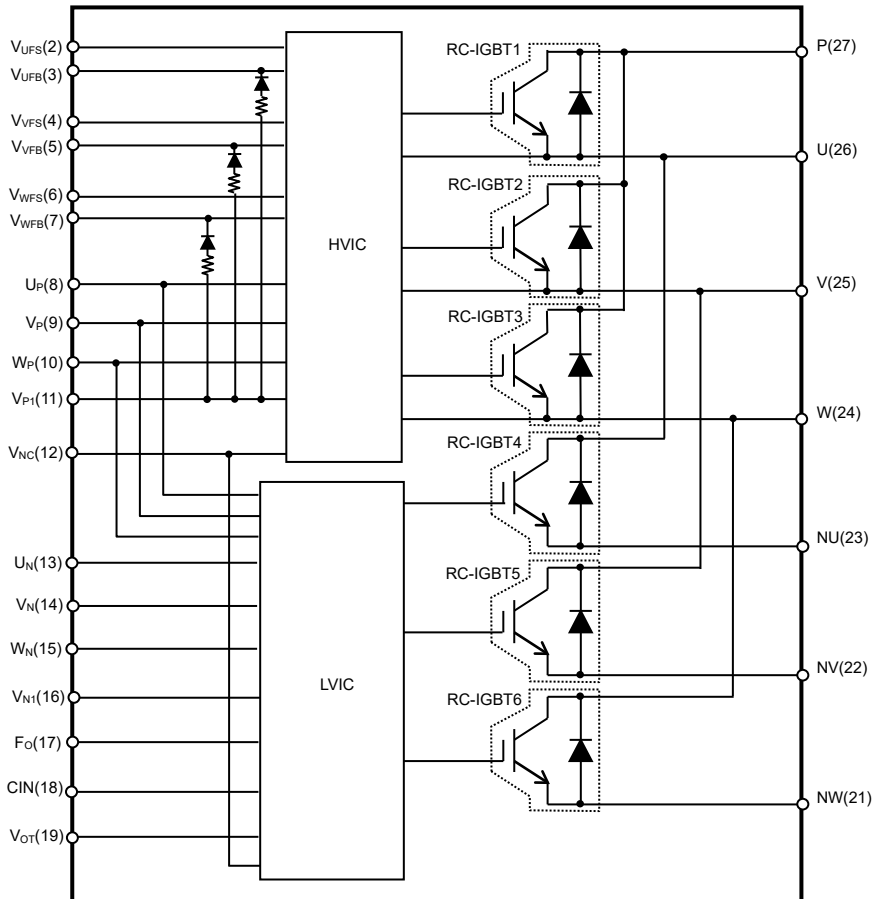 VUFS(2)
VUFB(3)
VVFS(4)
VVFB(5)
VWFS(6)
VWFB(7)
UP(8)
VP(9)
WP(10)
VP1(11)
VNC(12)
UN(13)
VN(14)
WN(15)
VN1(16)
FO(17)
CIN(18)
VOT(19)
HVIC
LVIC
RC-IGBT1
RC-IGBT2
RC-IGBT3
RC-IGBT4
RC-IGBT5
RC-IGBT6
P(27)
U(26)
V(25)
W(24)
NU(23)
NV(22)
NW(21)